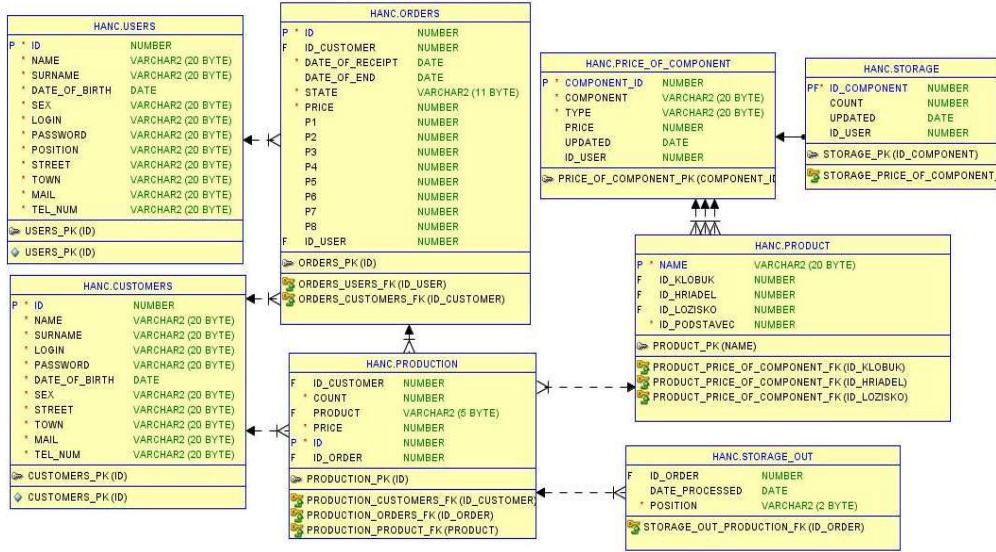 HANC.USERS
P * ID NUMBER
* NAME VARCHAR2 (20 BYTE)
* SURNAME VARCHAR2 (20 BYTE)
* DATE_OF_BIRTH DATE
* SEX VARCHAR2 (20 BYTE)
* LOGIN VARCHAR2 (20 BYTE)
* PASSWORD VARCHAR2 (20 BYTE)
* POSITION VARCHAR2 (20 BYTE)
* STREET VARCHAR2 (20 BYTE)
* TOWN VARCHAR2 (20 BYTE)
* MAIL VARCHAR2 (20 BYTE)
* TEL_NUM VARCHAR2 (20 BYTE)
USERS_PK (ID)
USERS_PK (ID)
HANC.ORDERS
P * ID NUMBER
F ID_CUSTOMER NUMBER
* DATE_OF_RECEIPT DATE
DATE_OF_END DATE
* STATE VARCHAR2 (11 BYTE)
* PRICE NUMBER
P1 NUMBER
P2 NUMBER
P3 NUMBER
P4 NUMBER
P5 NUMBER
P6 NUMBER
P7 NUMBER
P8 NUMBER
F ID_USER NUMBER
ORDERS_PK (ID)
ORDERS_USERS_FK (ID_USER)
ORDERS_CUSTOMERS_FK (ID_CUSTOMER)
HANC.PRICE_OF_COMPONENT
P * COMPONENT_ID NUMBER
* COMPONENT VARCHAR2 (20 BYTE)
* TYPE VARCHAR2 (20 BYTE)
PRICE NUMBER
UPDATED DATE
ID_USER NUMBER
PRICE_OF_COMPONENT_PK (COMPONENT_ID
HANC.STORAGE
PF* ID_COMPONENT NUMBER
COUNT NUMBER
UPDATED DATE
ID_USER NUMBER
STORAGE_PK (ID_COMPONENT)
STORAGE_PRICE_OF_COMPONENT_
HANC.PRODUCT
P * NAME VARCHAR2 (20 BYTE)
F ID_KLOBUK NUMBER
F ID_HRIADEL NUMBER
F ID_LOZISKO NUMBER
* ID_PODSTAVEC NUMBER
PRODUCT_PK (NAME)
PRODUCT_PRICE_OF_COMPONENT_FK (ID_KLOBUK)
PRODUCT_PRICE_OF_COMPONENT_FK (ID_HRIADEL)
PRODUCT_PRICE_OF_COMPONENT_FK (ID_LOZISKO)
HANC.CUSTOMERS
P * ID NUMBER
* NAME VARCHAR2 (20 BYTE)
* SURNAME VARCHAR2 (20 BYTE)
* LOGIN VARCHAR2 (20 BYTE)
* PASSWORD VARCHAR2 (20 BYTE)
* DATE_OF_BIRTH DATE
* SEX VARCHAR2 (20 BYTE)
* STREET VARCHAR2 (20 BYTE)
* TOWN VARCHAR2 (20 BYTE)
* MAIL VARCHAR2 (20 BYTE)
* TEL_NUM VARCHAR2 (20 BYTE)
CUSTOMERS_PK (ID)
CUSTOMERS_PK (ID)
HANC.PRODUCTION
F ID_CUSTOMER NUMBER
* COUNT NUMBER
F PRODUCT VARCHAR2 (5 BYTE)
* PRICE NUMBER
P * ID NUMBER
F ID_ORDER NUMBER
PRODUCTION_PK (ID)
PRODUCTION_CUSTOMERS_FK (ID_CUSTOMER)
PRODUCTION_ORDERS_FK (ID_ORDER)
PRODUCTION_PRODUCT_FK (PRODUCT)
HANC.STORAGE_OUT
F ID_ORDER NUMBER
DATE_PROCESSED DATE
* POSITION VARCHAR2 (2 BYTE)
STORAGE_OUT_PRODUCTION_FK (ID_ORDER)